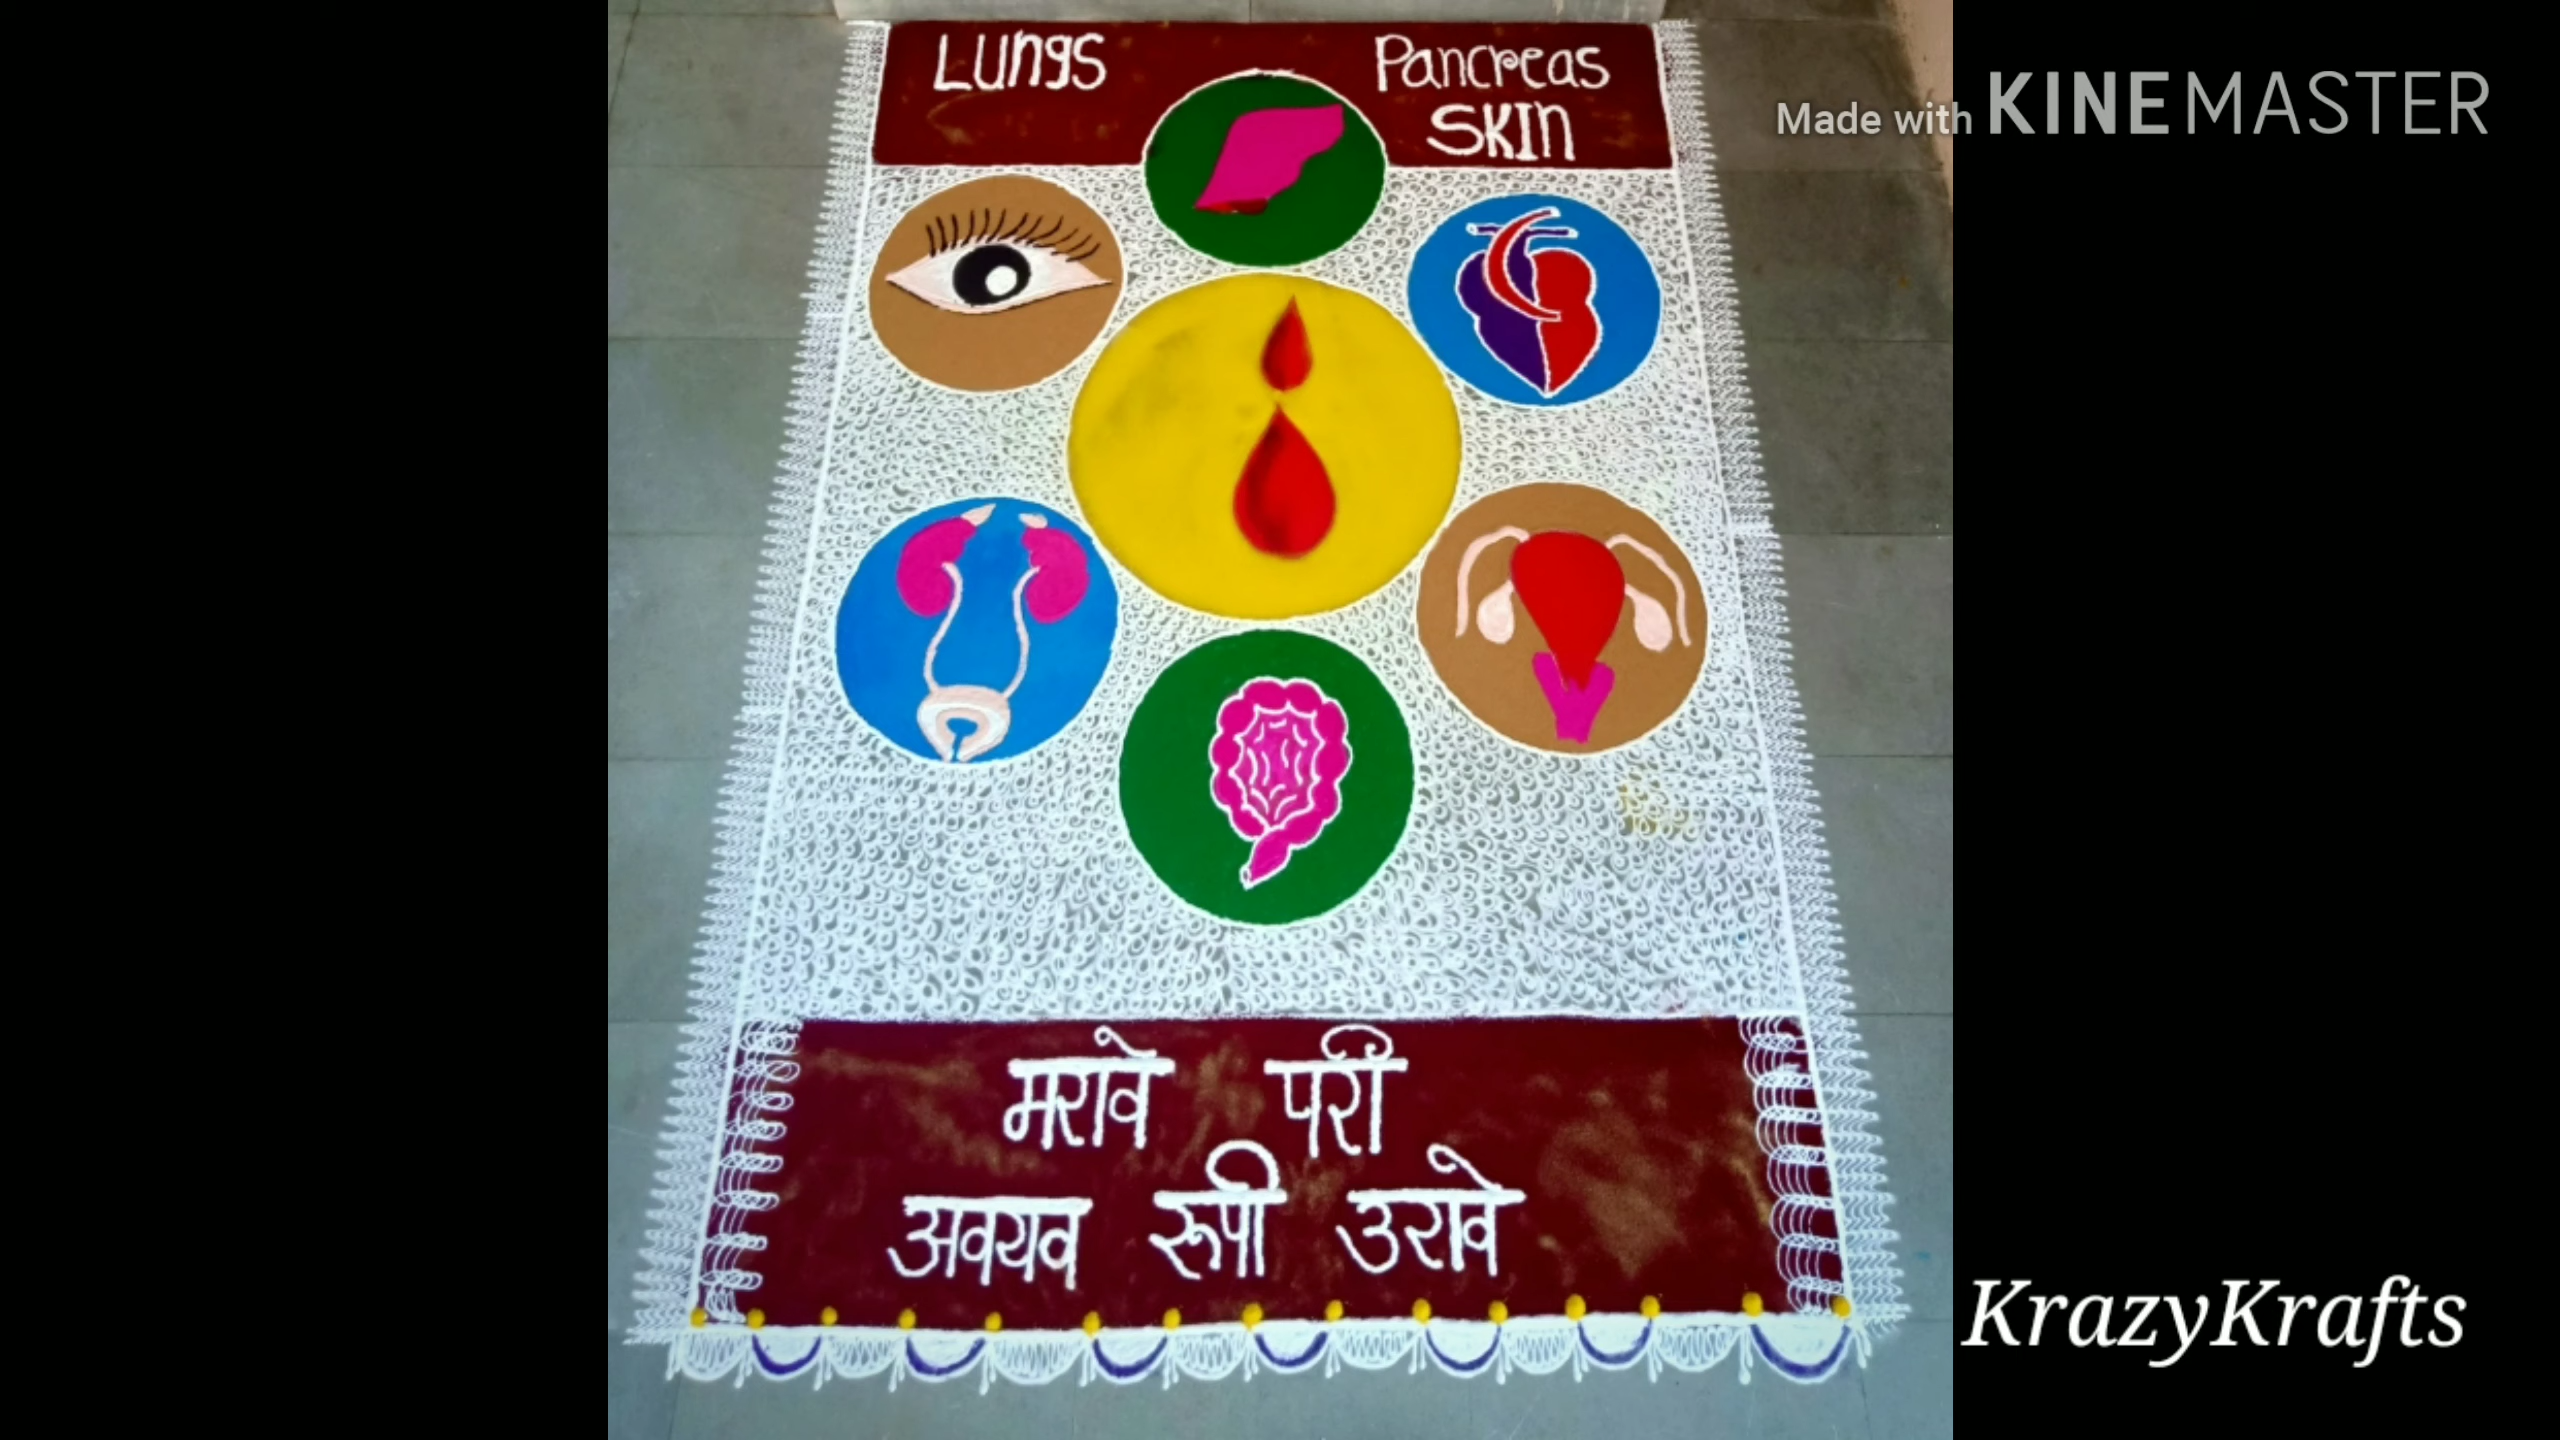 Lungs
Pancreas
SKIN
Made with KINEMASTER
मरावे परी
अवयव रूपी उरावे
KrazyKrafts